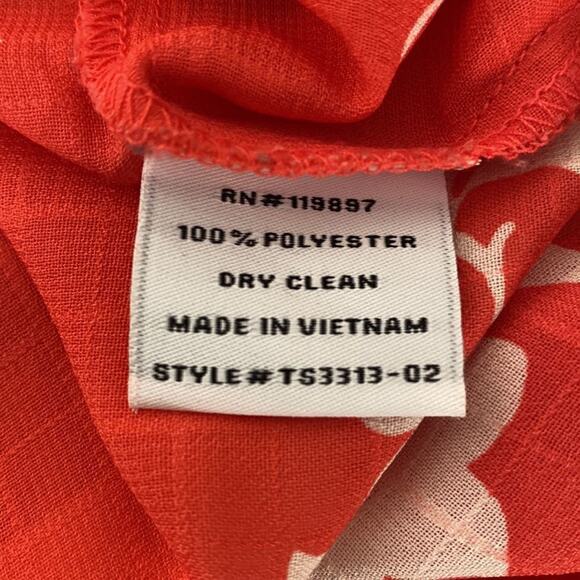 RN#119897
100% POLYESTER
DRY CLEAN
MADE IN VIETNAM
STYLE#TS3313-02